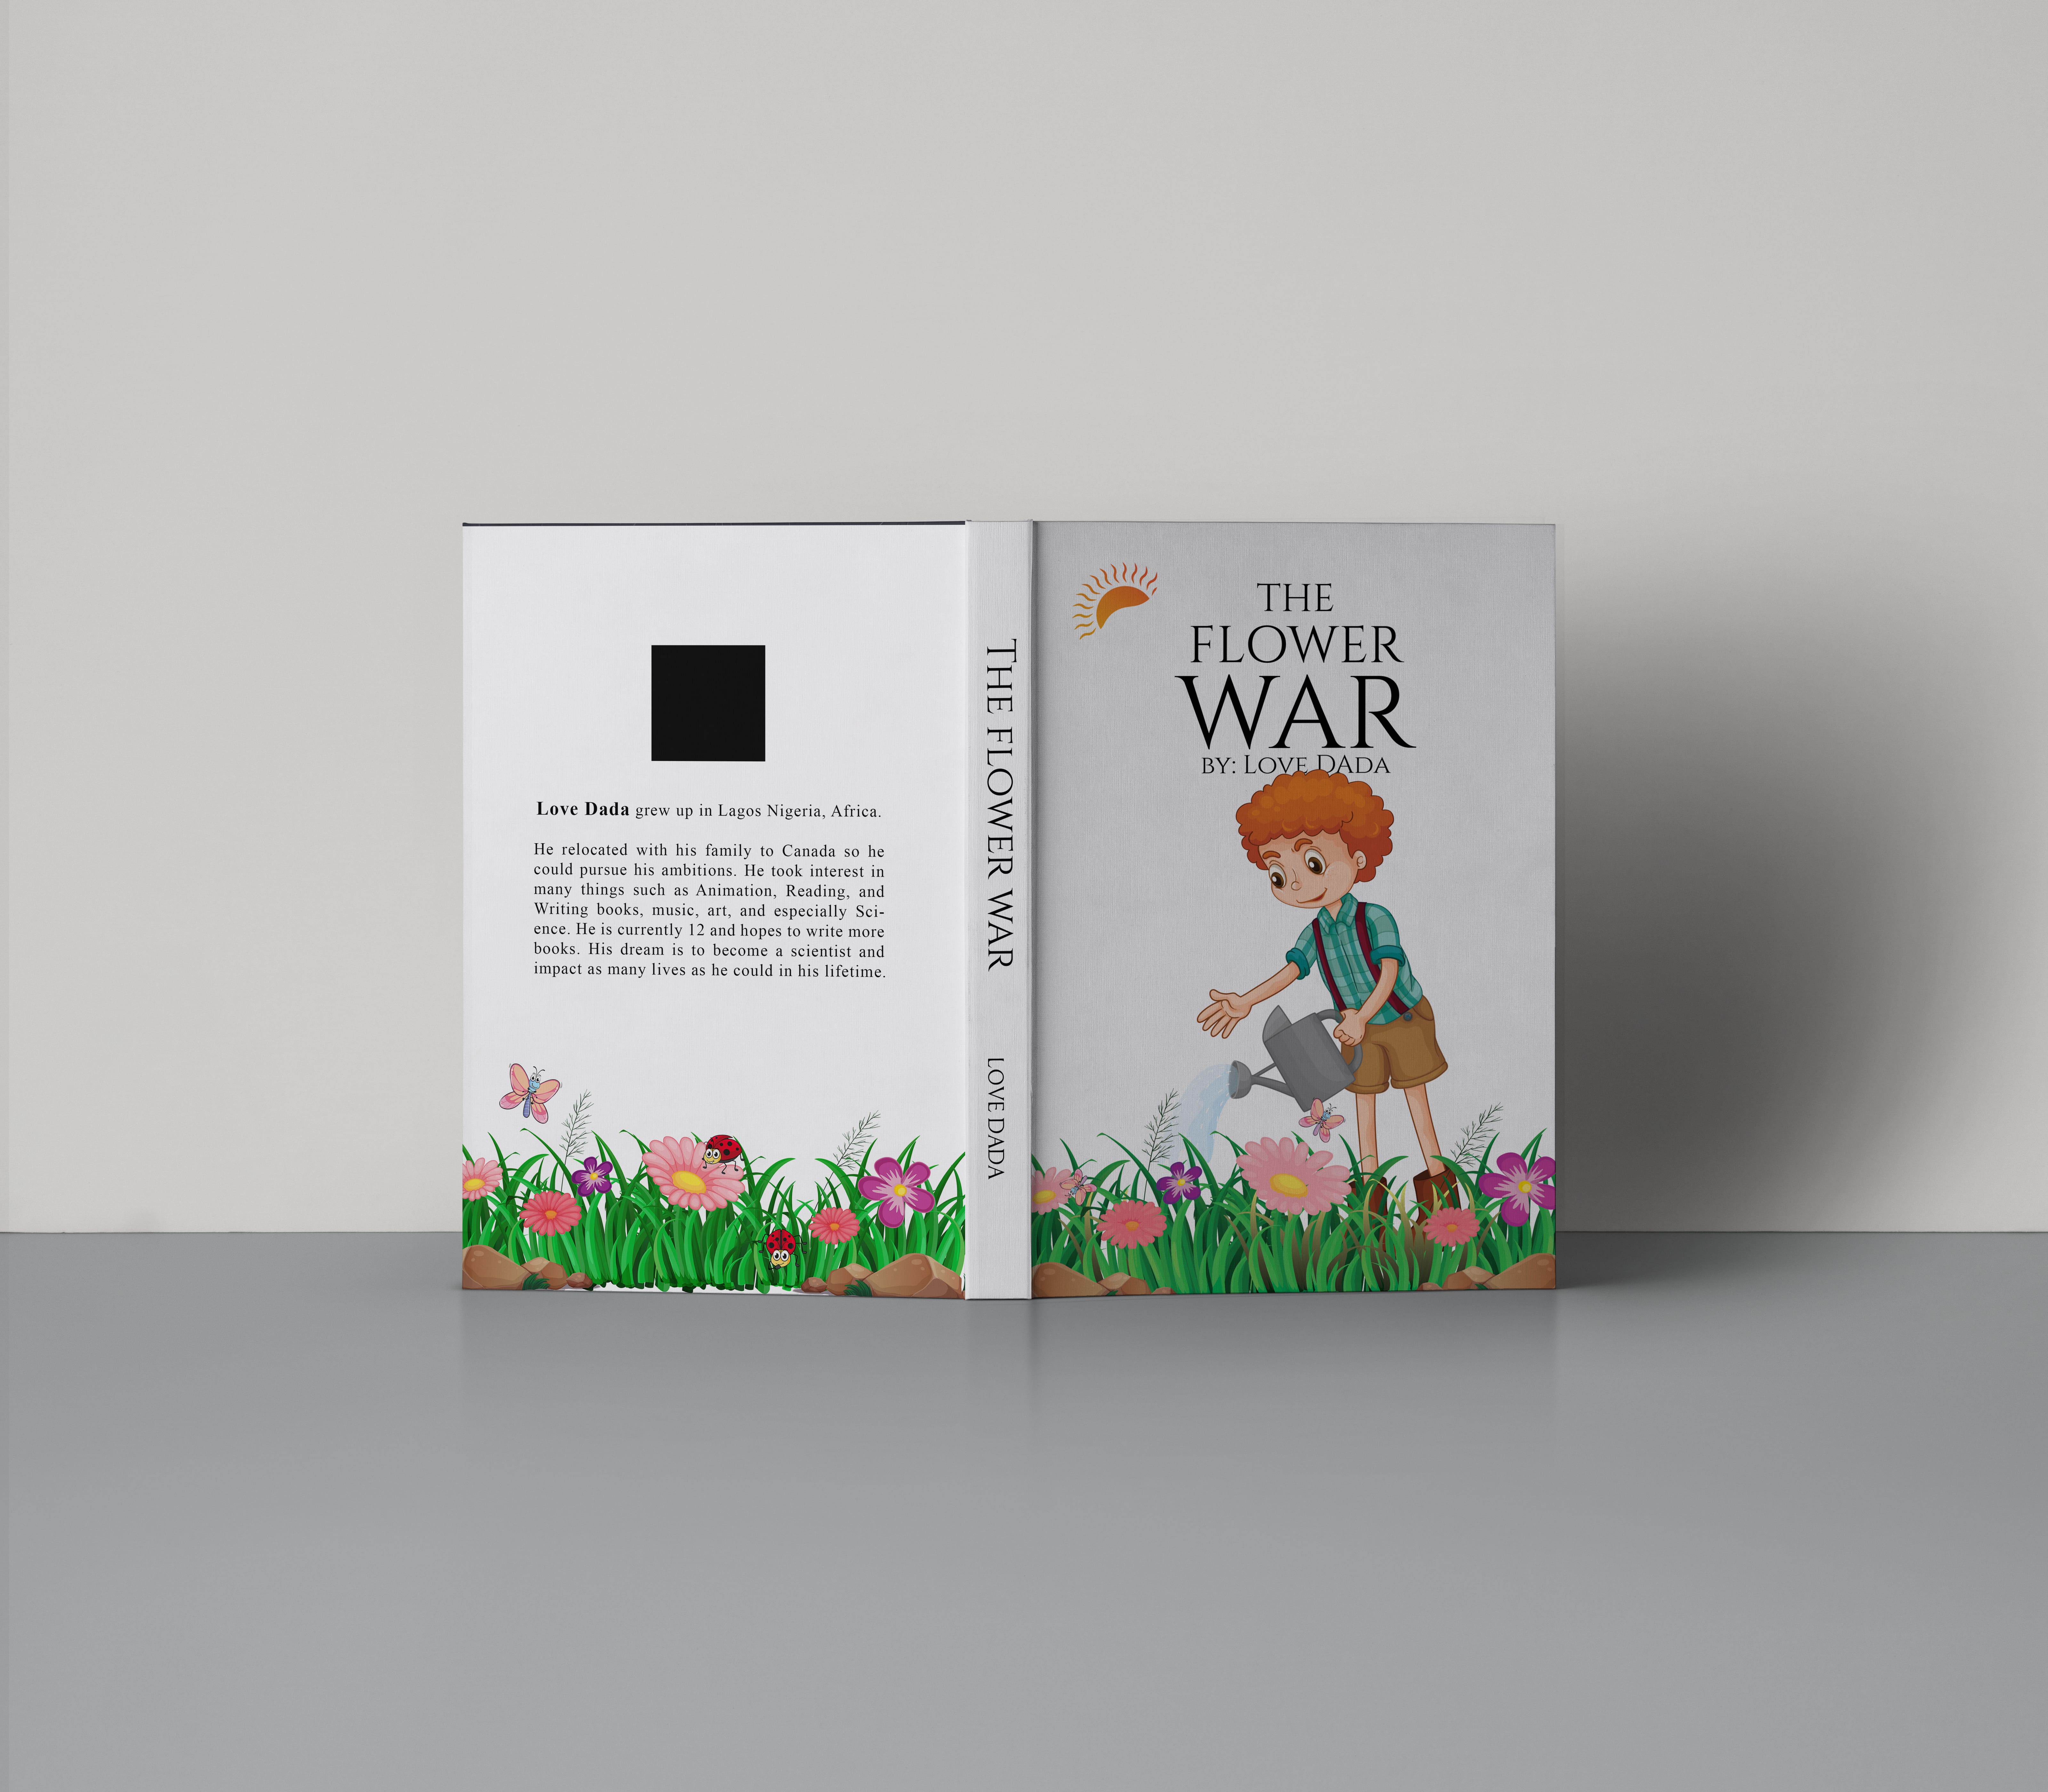 Love Dada grew up in Lagos Nigeria, Africa.
He relocated with his family to Canada so he
could pursue his ambitions. He took interest in
many things such as Animation, Reading, and
Writing books, music, art, and especially Sci-
ence. He is currently 12 and hopes to write more
books. His dream is to become a scientist and
impact as many lives as he could in his lifetime.
THE FLOWER WAR
LOVE DADA
THE
FLOWER
WAR
BY: LOVE DADA